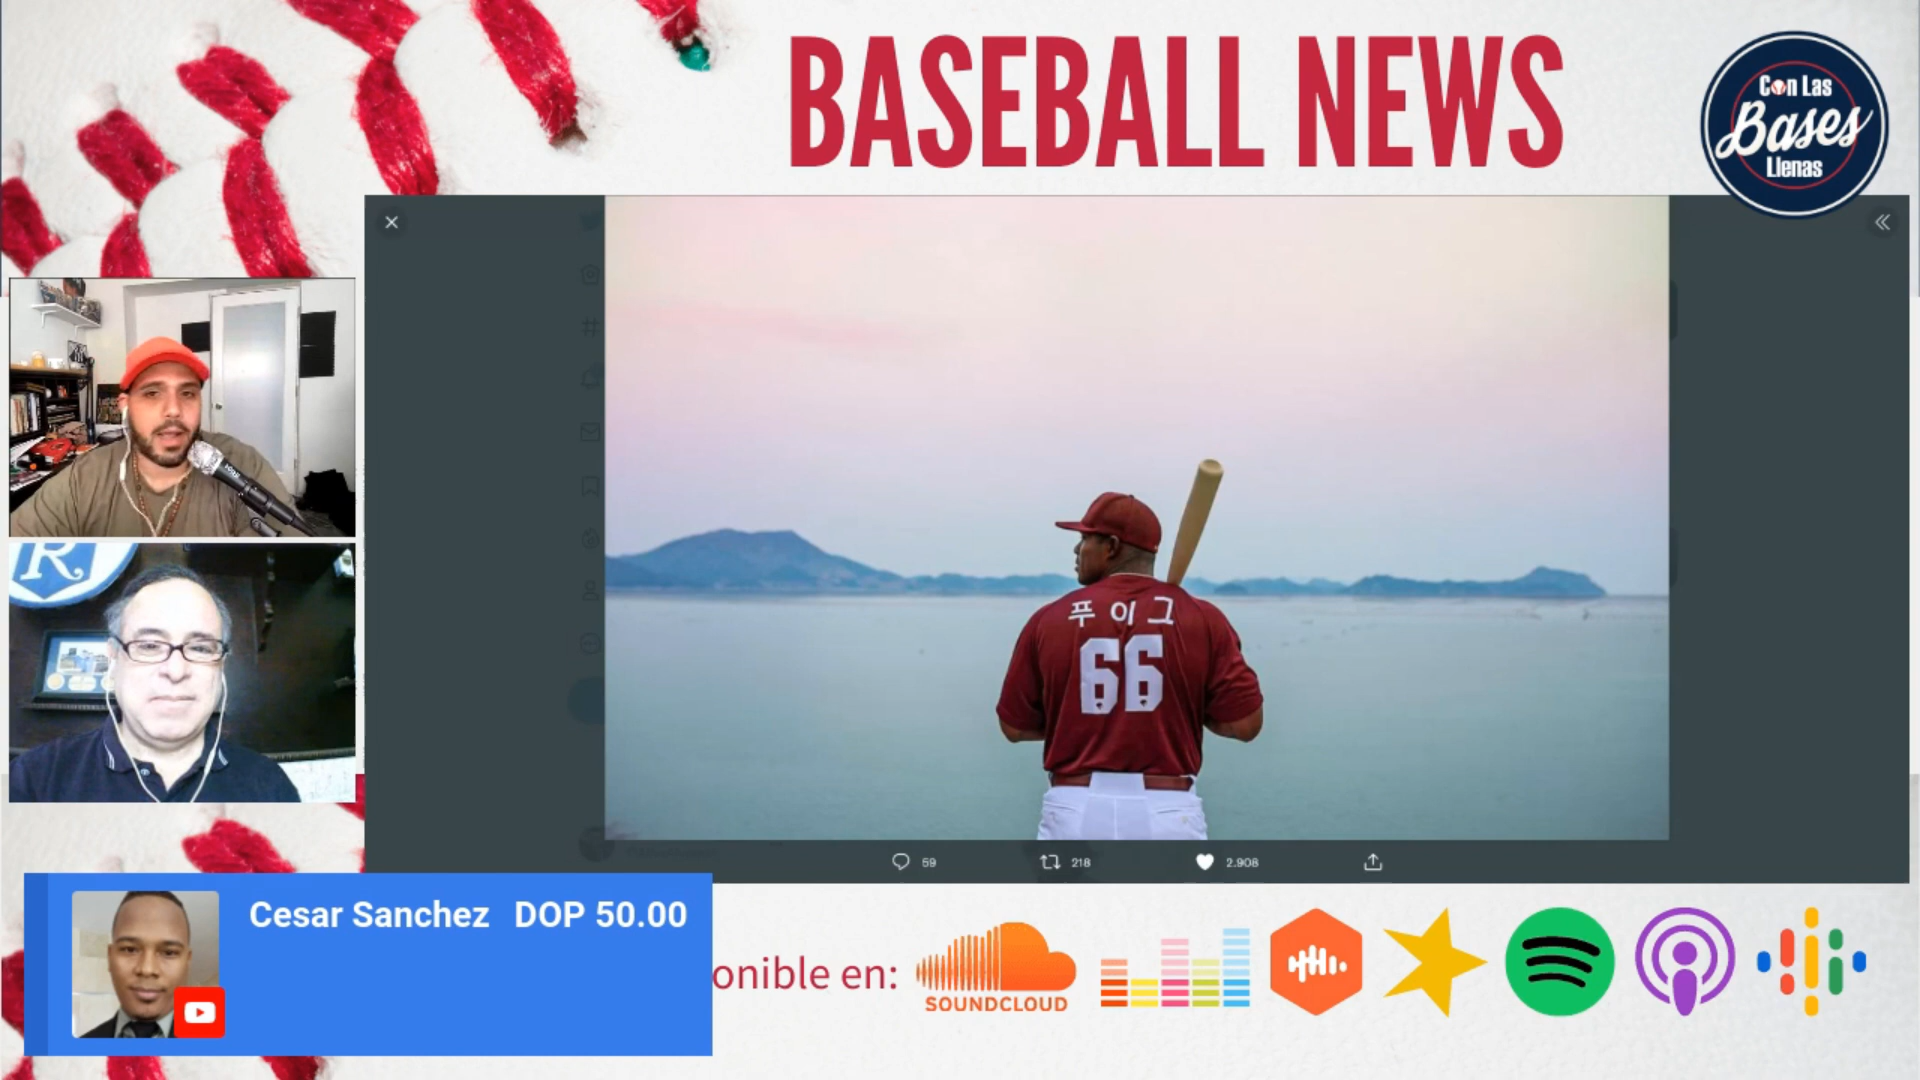 BASEBALL NEWS
Con Las
Bases
Llenas
R
푸이그
66
59
218
2.908
Cesar Sanchez DOP 50.00
onible en:
SOUNDCLOUD